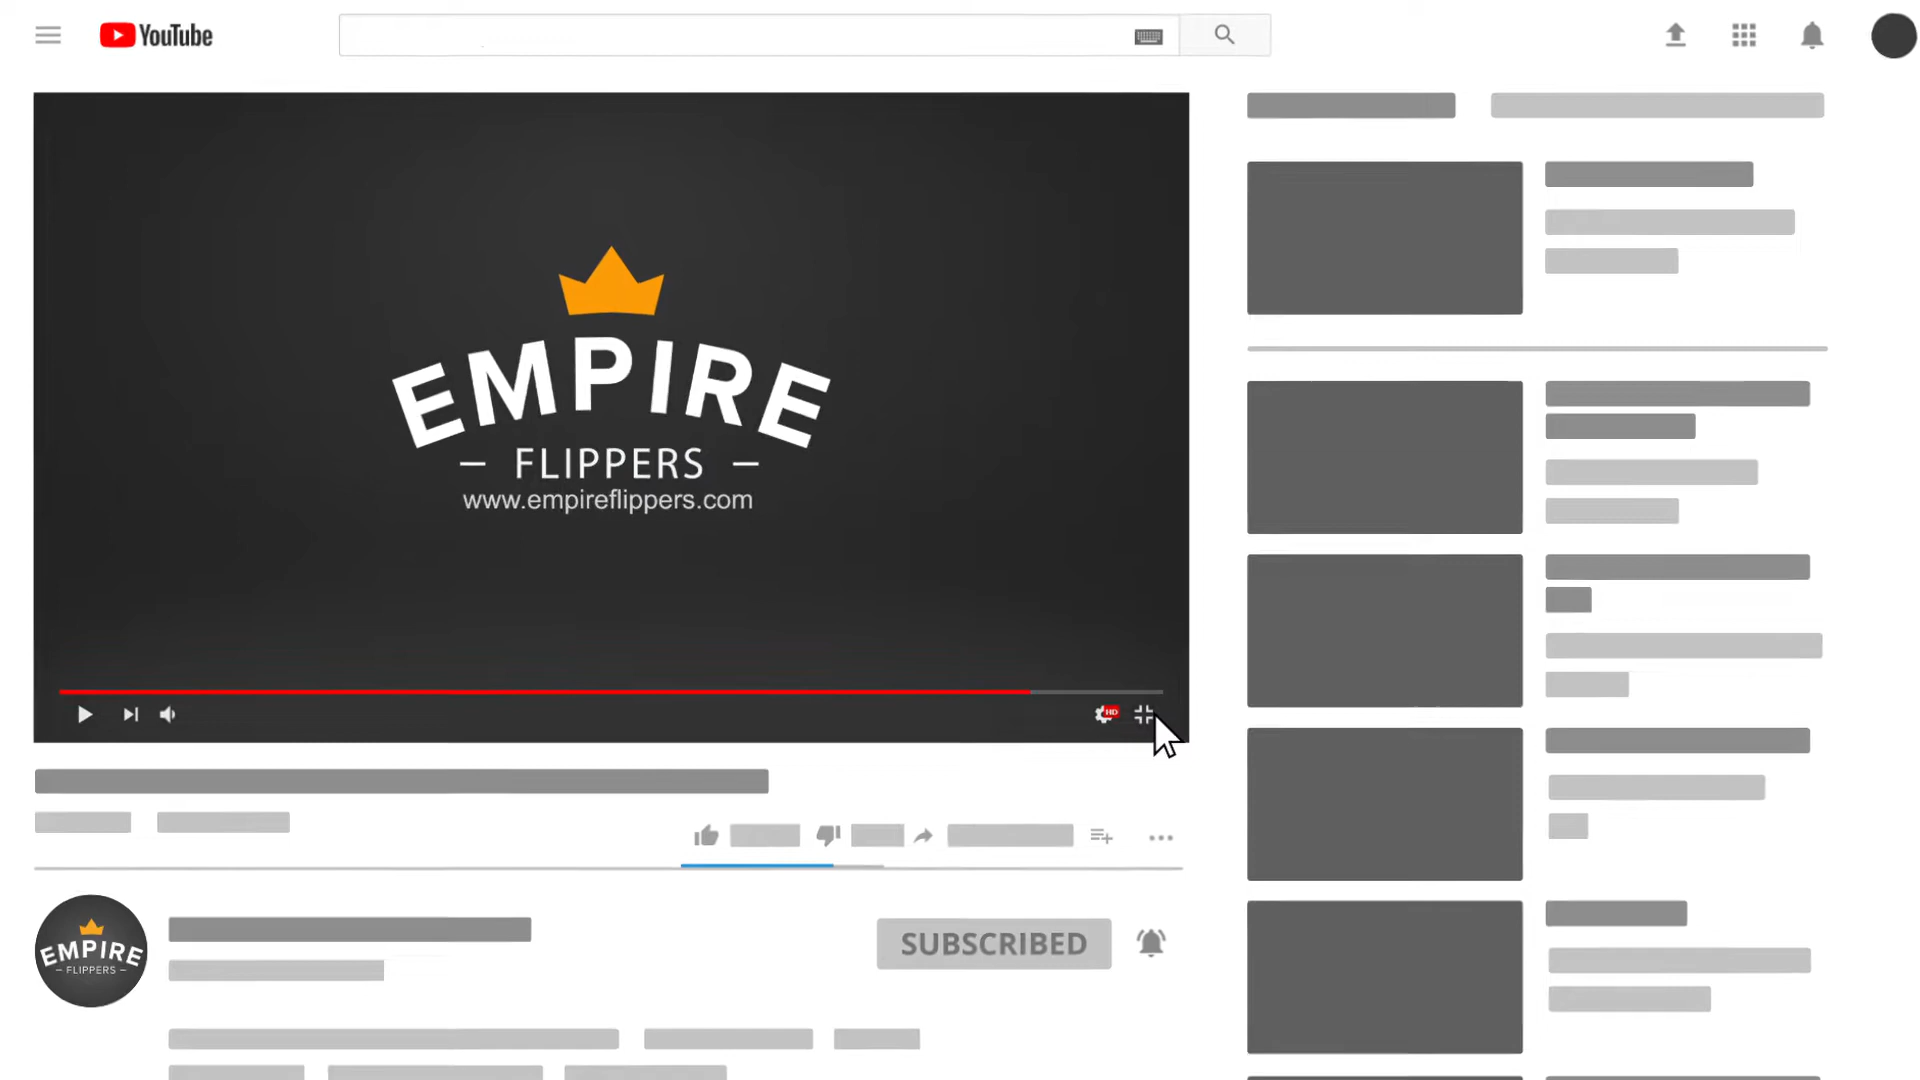 YouTube
EMPIRE
– FLIPPERS –
www.empireflippers.com
HD
EMPIRE
– FLIPPERS –
SUBSCRIBED